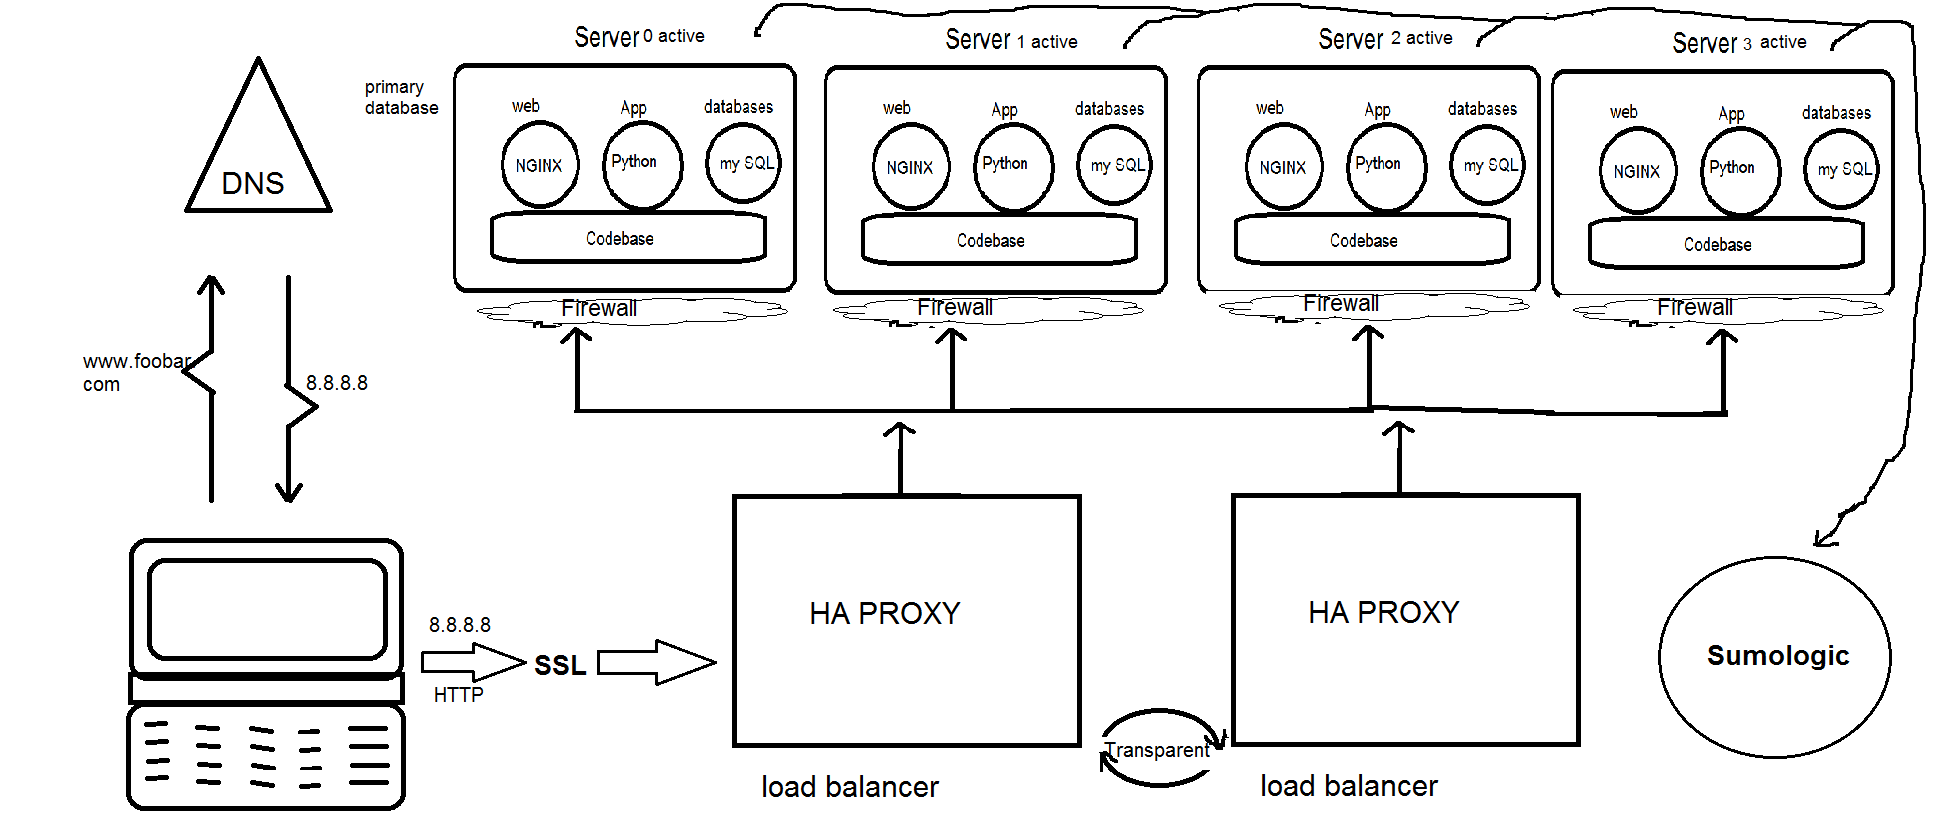 Server 0 active
Server 1 active
Server 2 active
Server 3 active
primary
database
web
App
databases
NGINX
Python
my SQL
Codebase
Firewall
web
App
databases
NGINX
Python
my SQL
Codebase
Firewall
web
App
databases
NGINX
Python
my SQL
Codebase
Firewall
web
App
databases
NGINX
Python
my SQL
Codebase
Firewall
DNS
www.foobar.
com
8.8.8.8
8.8.8.8
HTTP
SSL
HA PROXY
load balancer
Transparent
HA PROXY
load balancer
Sumologic